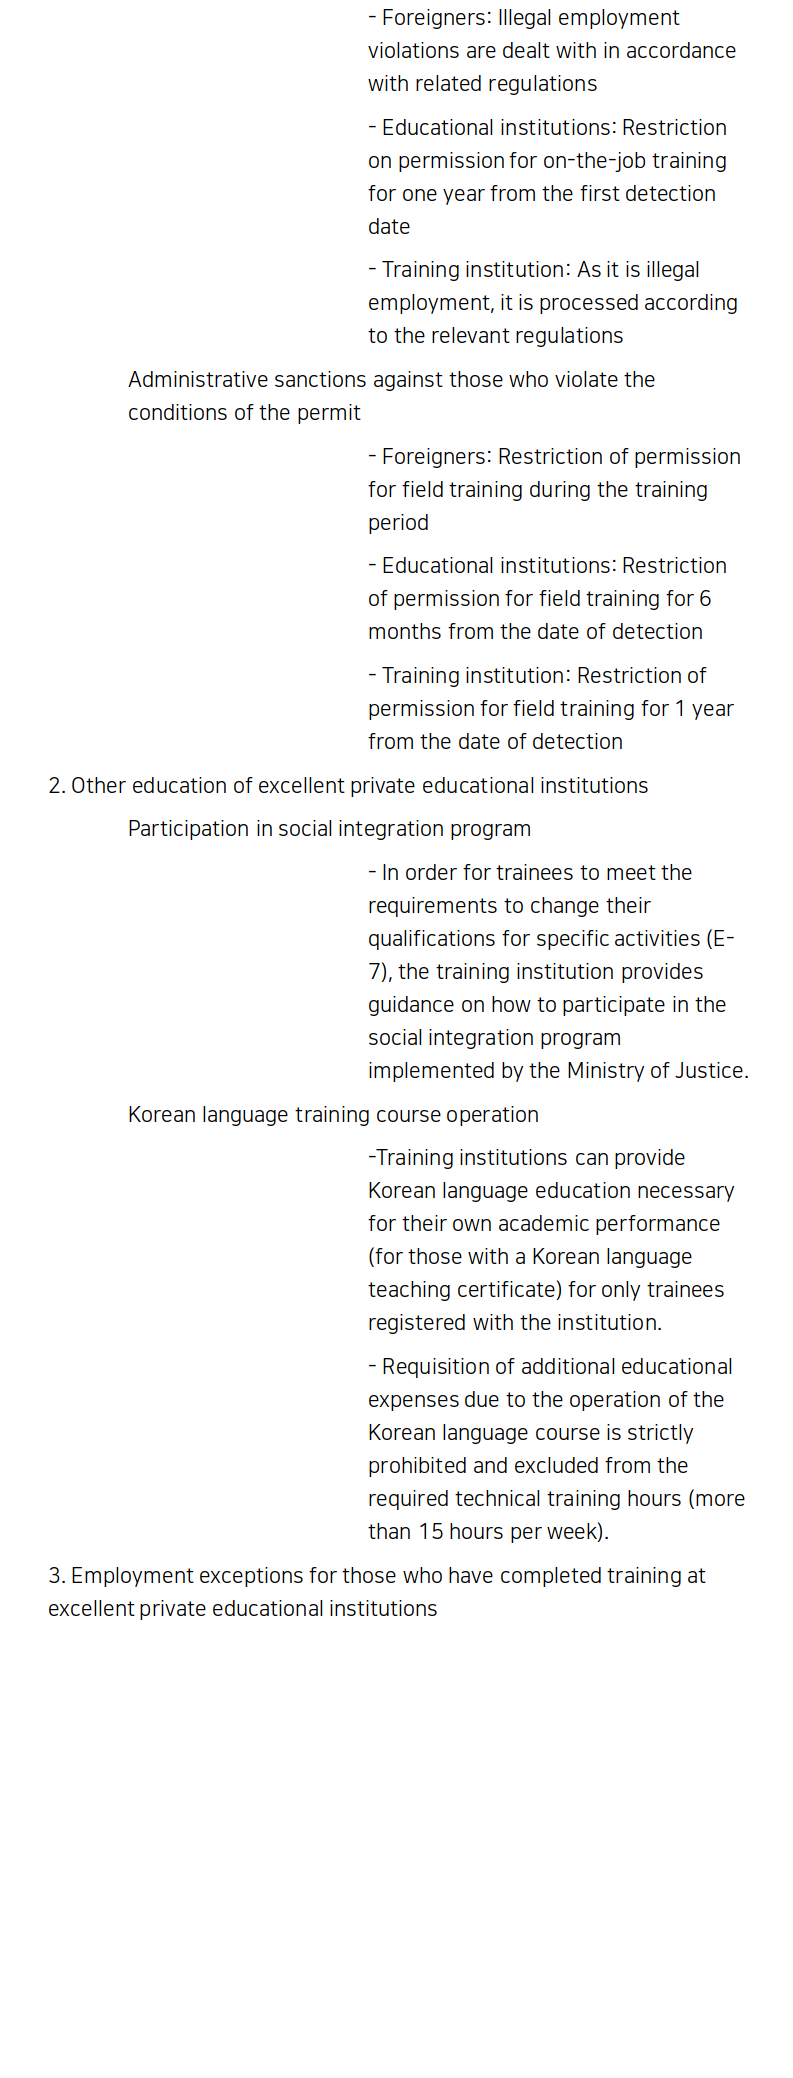 - Foreigners: Illegal employment
violations are dealt with in accordance
with related regulations
- Educational institutions: Restriction
on permission for on-the-job training
for one year from the first detection
date
- Training institution: As it is illegal
employment, it is processed according
to the relevant regulations
Administrative sanctions against those who violate the
conditions of the permit
- Foreigners: Restriction of permission
for field training during the training
period
- Educational institutions: Restriction
of permission for field training for 6
months from the date of detection
- Training institution: Restriction of
permission for field training for 1 year
from the date of detection
2. Other education of excellent private educational institutions
Participation in social integration program
- In order for trainees to meet the
requirements to change their
qualifications for specific activities (E-
7), the training institution provides
guidance on how to participate in the
social integration program
implemented by the Ministry of Justice.
Korean language training course operation
-Training institutions can provide
Korean language education necessary
for their own academic performance
(for those with a Korean language
teaching certificate) for only trainees
registered with the institution.
- Requisition of additional educational
expenses due to the operation of the
Korean language course is strictly
prohibited and excluded from the
required technical training hours (more
than 15 hours per week).
3. Employment exceptions for those who have completed training at
excellent private educational institutions